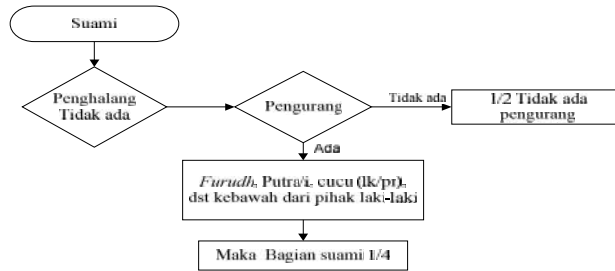 Suami
Penghalang
Tidak ada
Pengurang
Tidak ada
1/2 Tidak ada
pengurang
Ada
Furudh, Putra/i, cucu (lk/pr),
dst kebawah dari pihak laki-laki
Maka Bagian suami 1/4